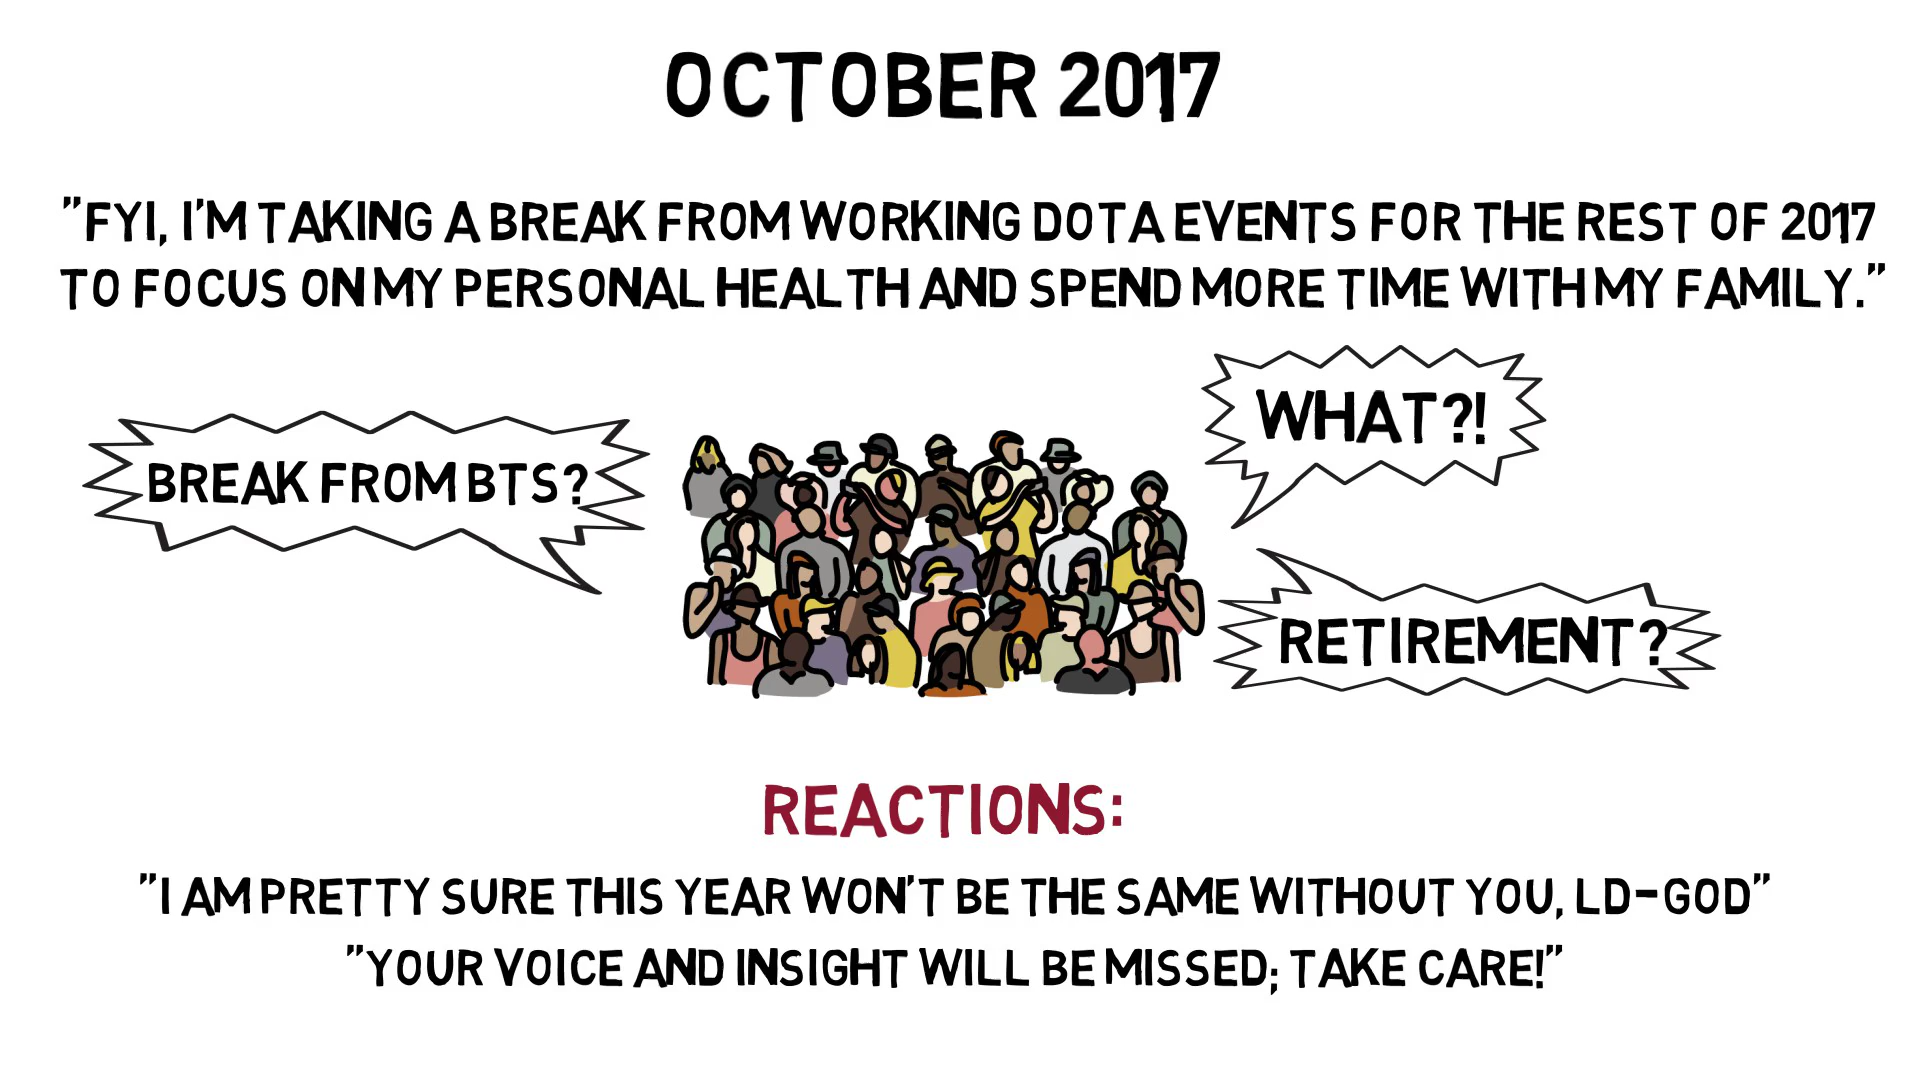 OCTOBER 2017
"FYI, I'M TAKING A BREAK FROM WORKING DOTA EVENTS FOR THE REST OF 2017
TO FOCUS ON MY PERSONAL HEALTH AND SPEND MORE TIME WITH MY FAMILY."
WHAT?!
BREAK FROM BTS?
RETIREMENT?
REACTIONS:
"I AM PRETTY SURE THIS YEAR WON'T BE THE SAME WITHOUT YOU, LD-GOD"
"YOUR VOICE AND INSIGHT WILL BE MISSED; TAKE CARE!"